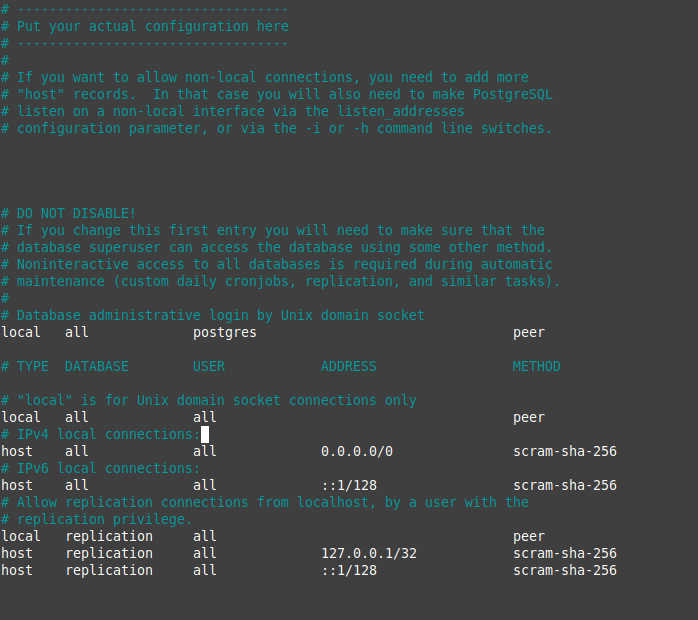 # ----------------------------------
# Put your actual configuration here
# ----------------------------------
#
# If you want to allow non-local connections, you need to add more
# "host" records.  In that case you will also need to make PostgreSQL
# listen on a non-local interface via the listen_addresses
# configuration parameter, or via the -i or -h command line switches.
# DO NOT DISABLE!
# If you change this first entry you will need to make sure that the
# database superuser can access the database using some other method.
# Noninteractive access to all databases is required during automatic
# maintenance (custom daily cronjobs, replication, and similar tasks).
#
# Database administrative login by Unix domain socket
local   all             postgres                                peer
# TYPE  DATABASE        USER            ADDRESS                 METHOD
# "local" is for Unix domain socket connections only
local   all             all                                     peer
# IPv4 local connections:
host    all             all             0.0.0.0/0               scram-sha-256
# IPv6 local connections:
host    all             all             ::1/128                 scram-sha-256
# Allow replication connections from localhost, by a user with the
# replication privilege.
local   replication     all                                     peer
host    replication     all             127.0.0.1/32            scram-sha-256
host    replication     all             ::1/128                 scram-sha-256